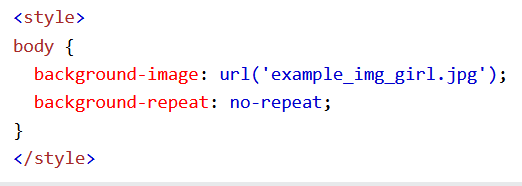 <style>
body {
  background-image: url('example_img_girl.jpg');
  background-repeat: no-repeat;
}
</style>